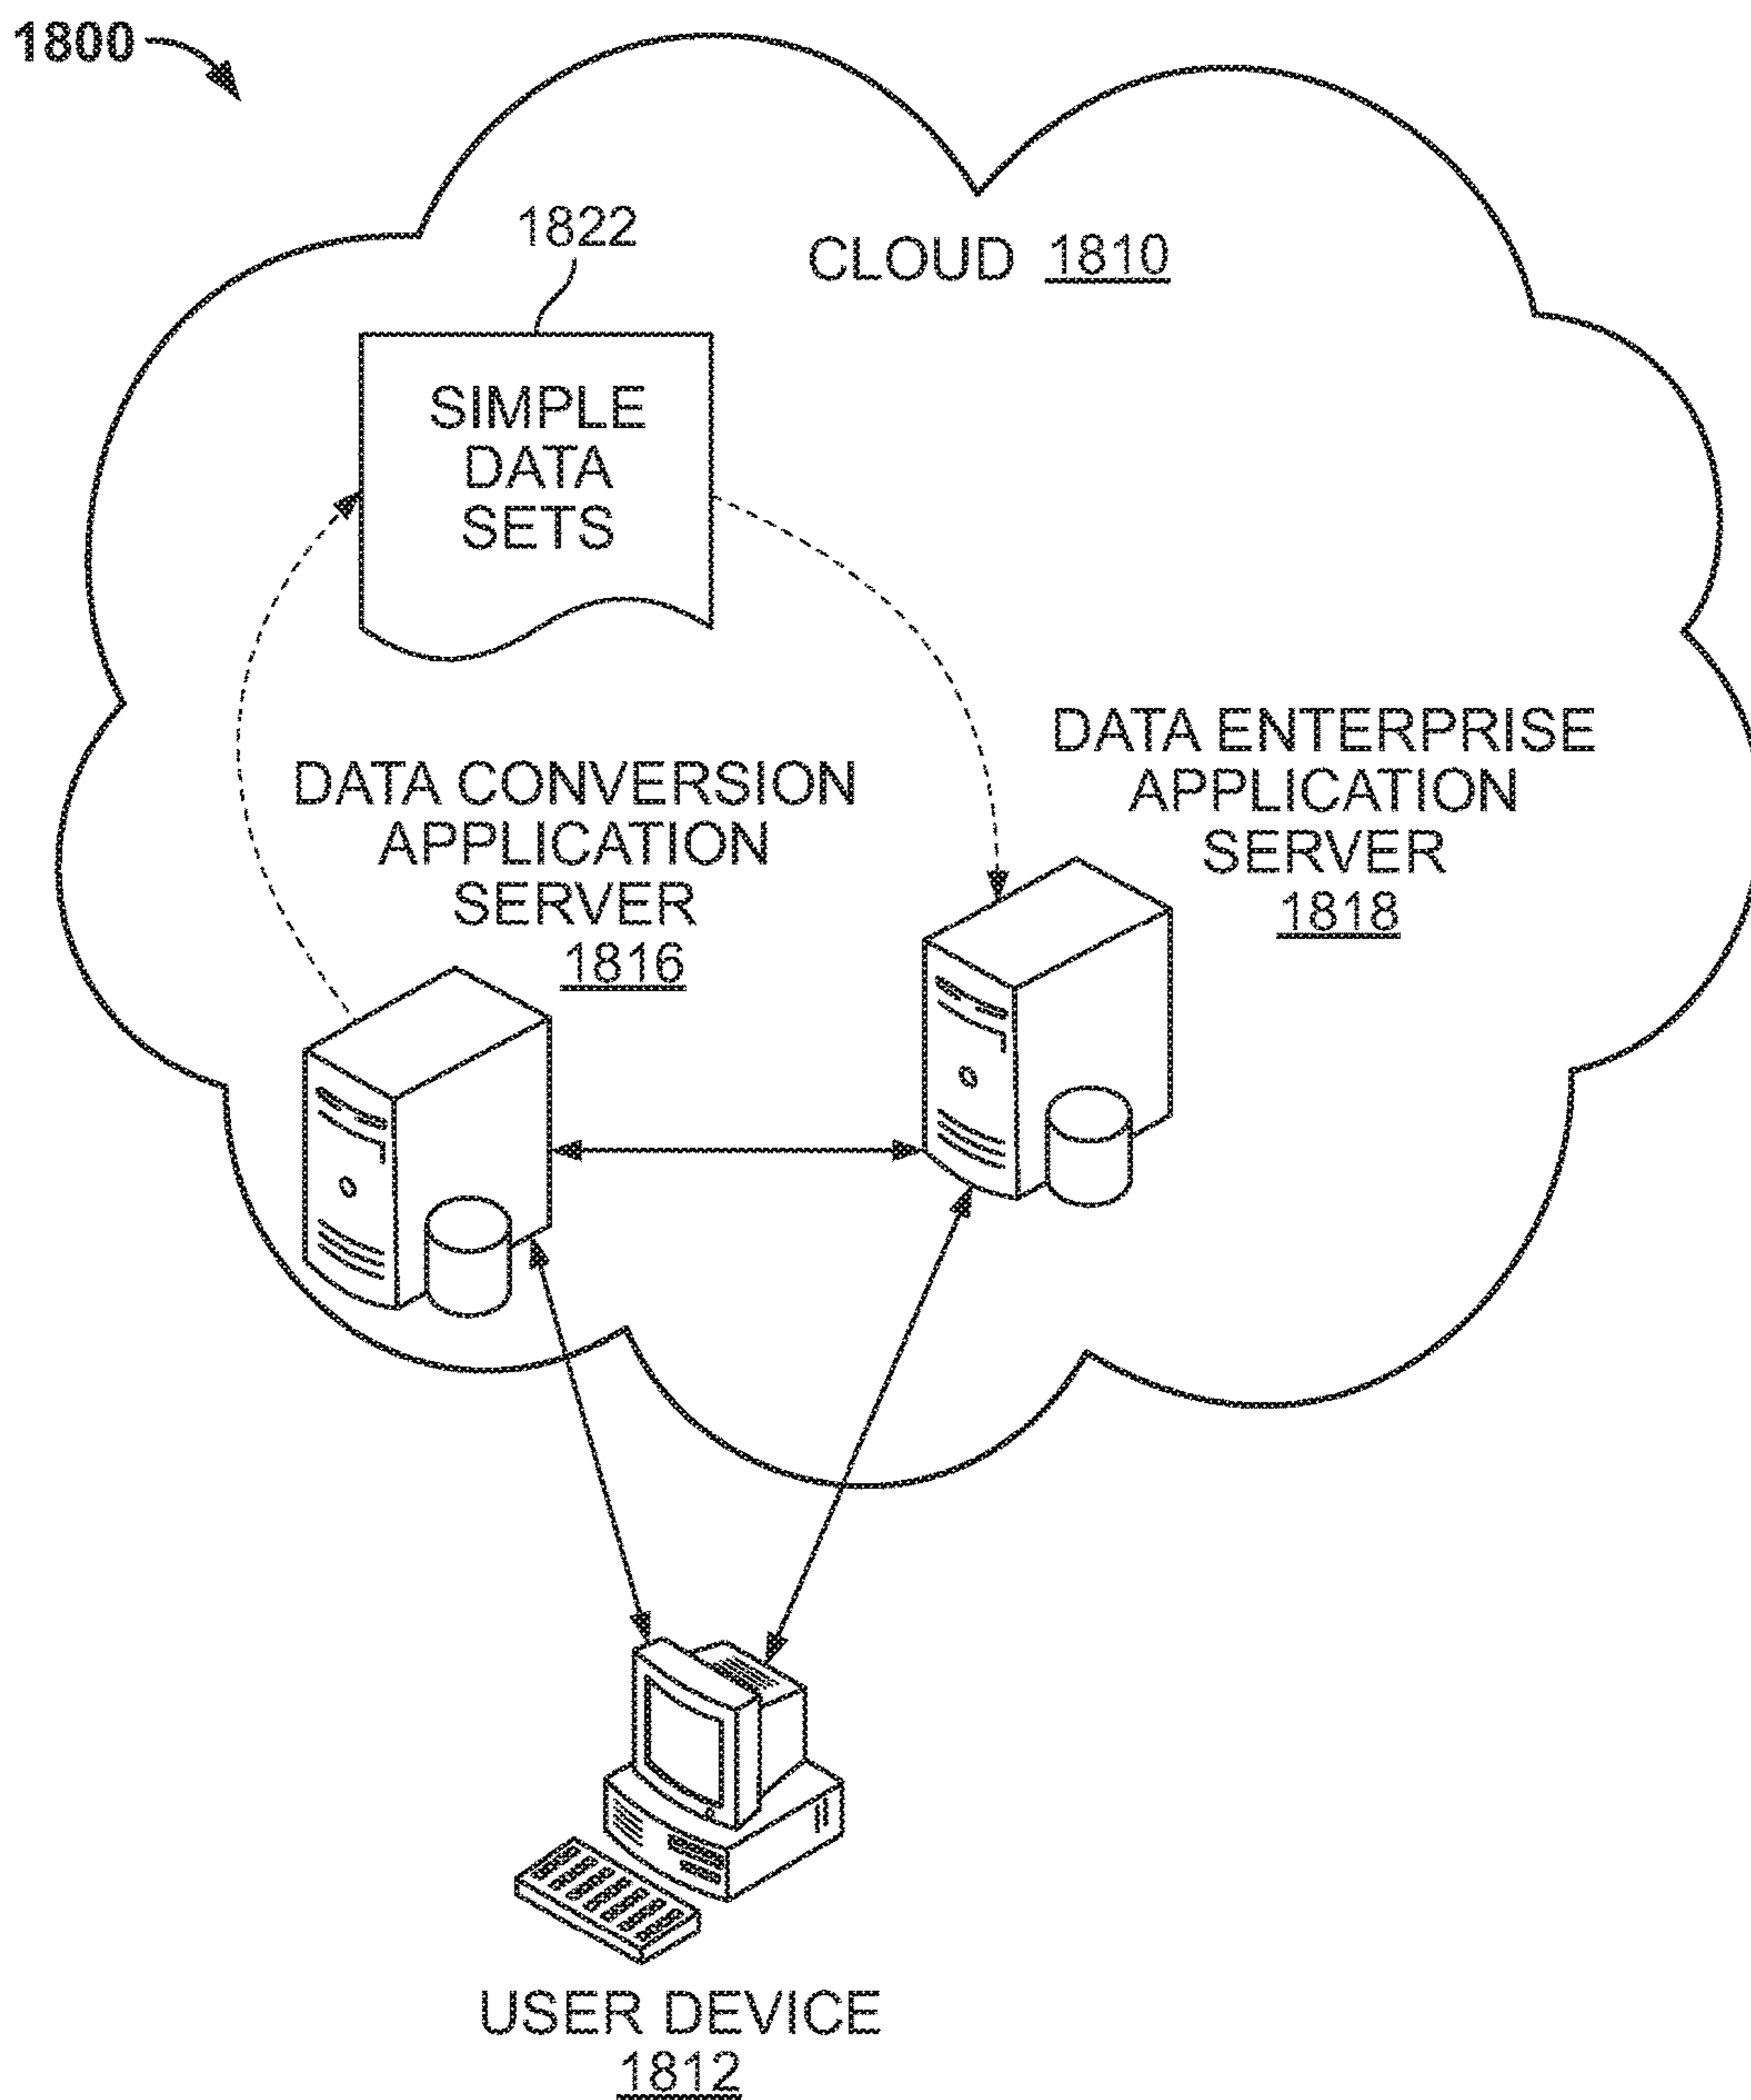 1800
1822
CLOUD 1810
SIMPLE
DATA
SETS
DATA ENTERPRISE
APPLICATION
SERVER
1818
DATA CONVERSION
APPLICATION
SERVER
1816
USER DEVICE
1812